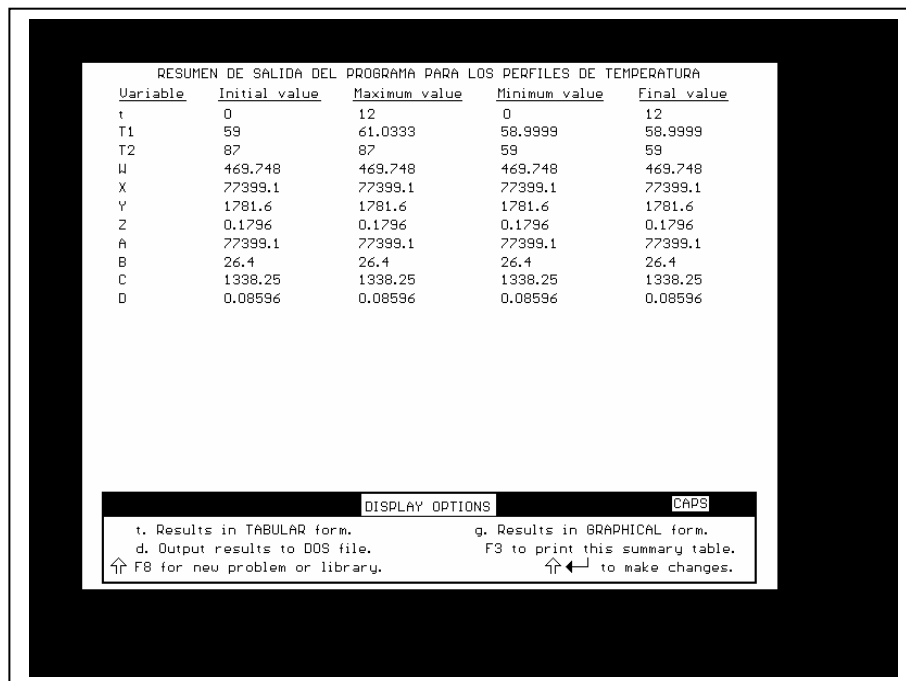 RESUMEN DE SALIDA DEL PROGRAMA PARA LOS PERFILES DE TEMPERATURA
Variable Initial value Maximum value Minimum value Final value
t 0 12 0 12
T1 59 61.0333 58.9999 58.9999
T2 87 87 59 59
W 469.748 469.748 469.748 469.748
X 77399.1 77399.1 77399.1 77399.1
Y 1781.6 1781.6 1781.6 1781.6
Z 0.1796 0.1796 0.1796 0.1796
A 77399.1 77399.1 77399.1 77399.1
B 26.4 26.4 26.4 26.4
C 1338.25 1338.25 1338.25 1338.25
D 0.08596 0.08596 0.08596 0.08596
DISPLAY OPTIONS CAPS
t. Results in TABULAR form. g. Results in GRAPHICAL form.
d. Output results to DOS file. F3 to print this summary table.
⇧ F8 for new problem or library. ⇧ ↵ to make changes.